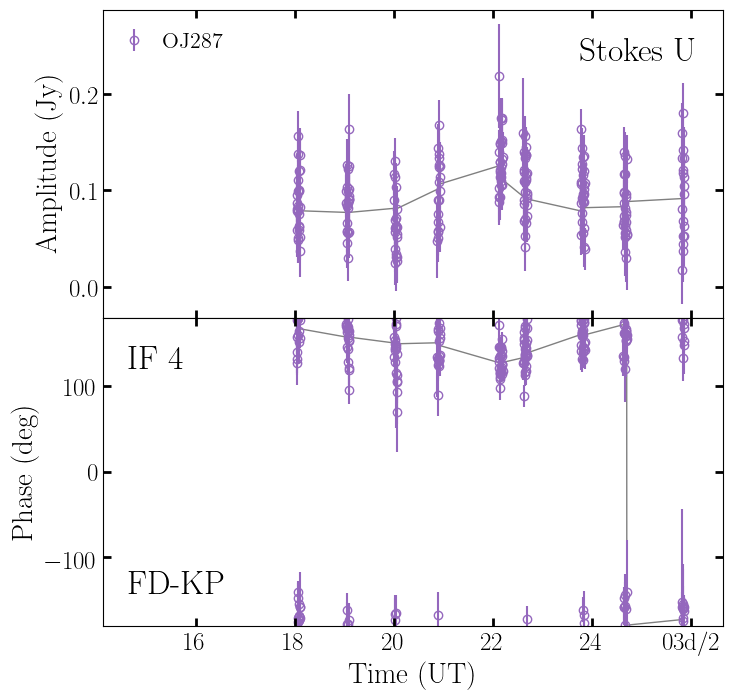 OJ287
Stokes U
Amplitude (Jy)
0.2
0.1
0.0
IF 4
Phase (deg)
100
0
−100
FD-KP
16 18 20 22 24 03d/2
Time (UT)